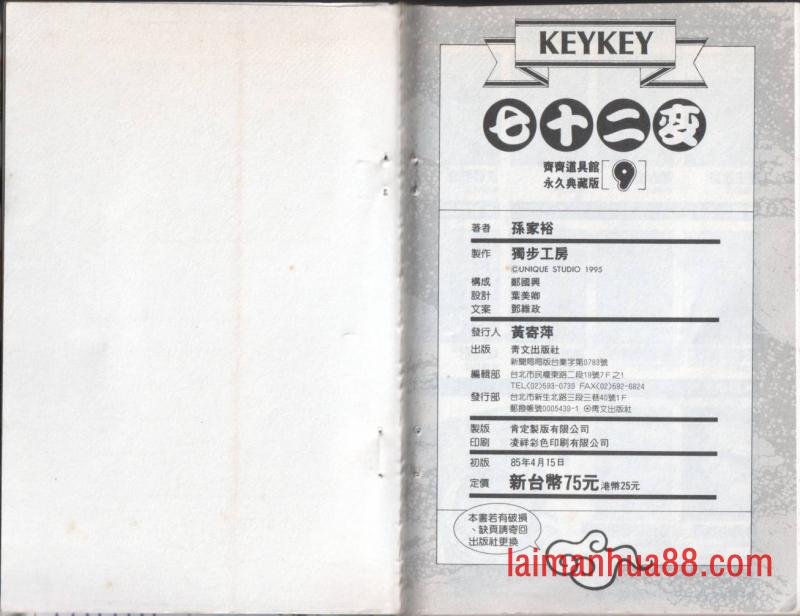 KEYKEY
七十二変
齊齊道具館
永久典藏版 [9]
著者 孫家裕
製作 獨步工房
©UNIQUE STUDIO 1995
構成 鄭國興
設計 葉美卿
文案 鄧維政
發行人 黃寄萍
出版 青文出版社
新聞局局版台業字第0783號
編輯部 台北市民權東路二段19號7F之1
TEL(02)593-0739 FAX(02)592-6824
發行部 台北市新生北路三段三巷40號1F
郵撥帳號0005439-1 ⊙青文出版社
製版 肯定製版有限公司
印刷 凌祥彩色印刷有限公司
初版 85年4月15日
定價 新台幣75元 港幣25元
本書若有破損
、缺頁請寄回
出版社更換
laimanhua88.com